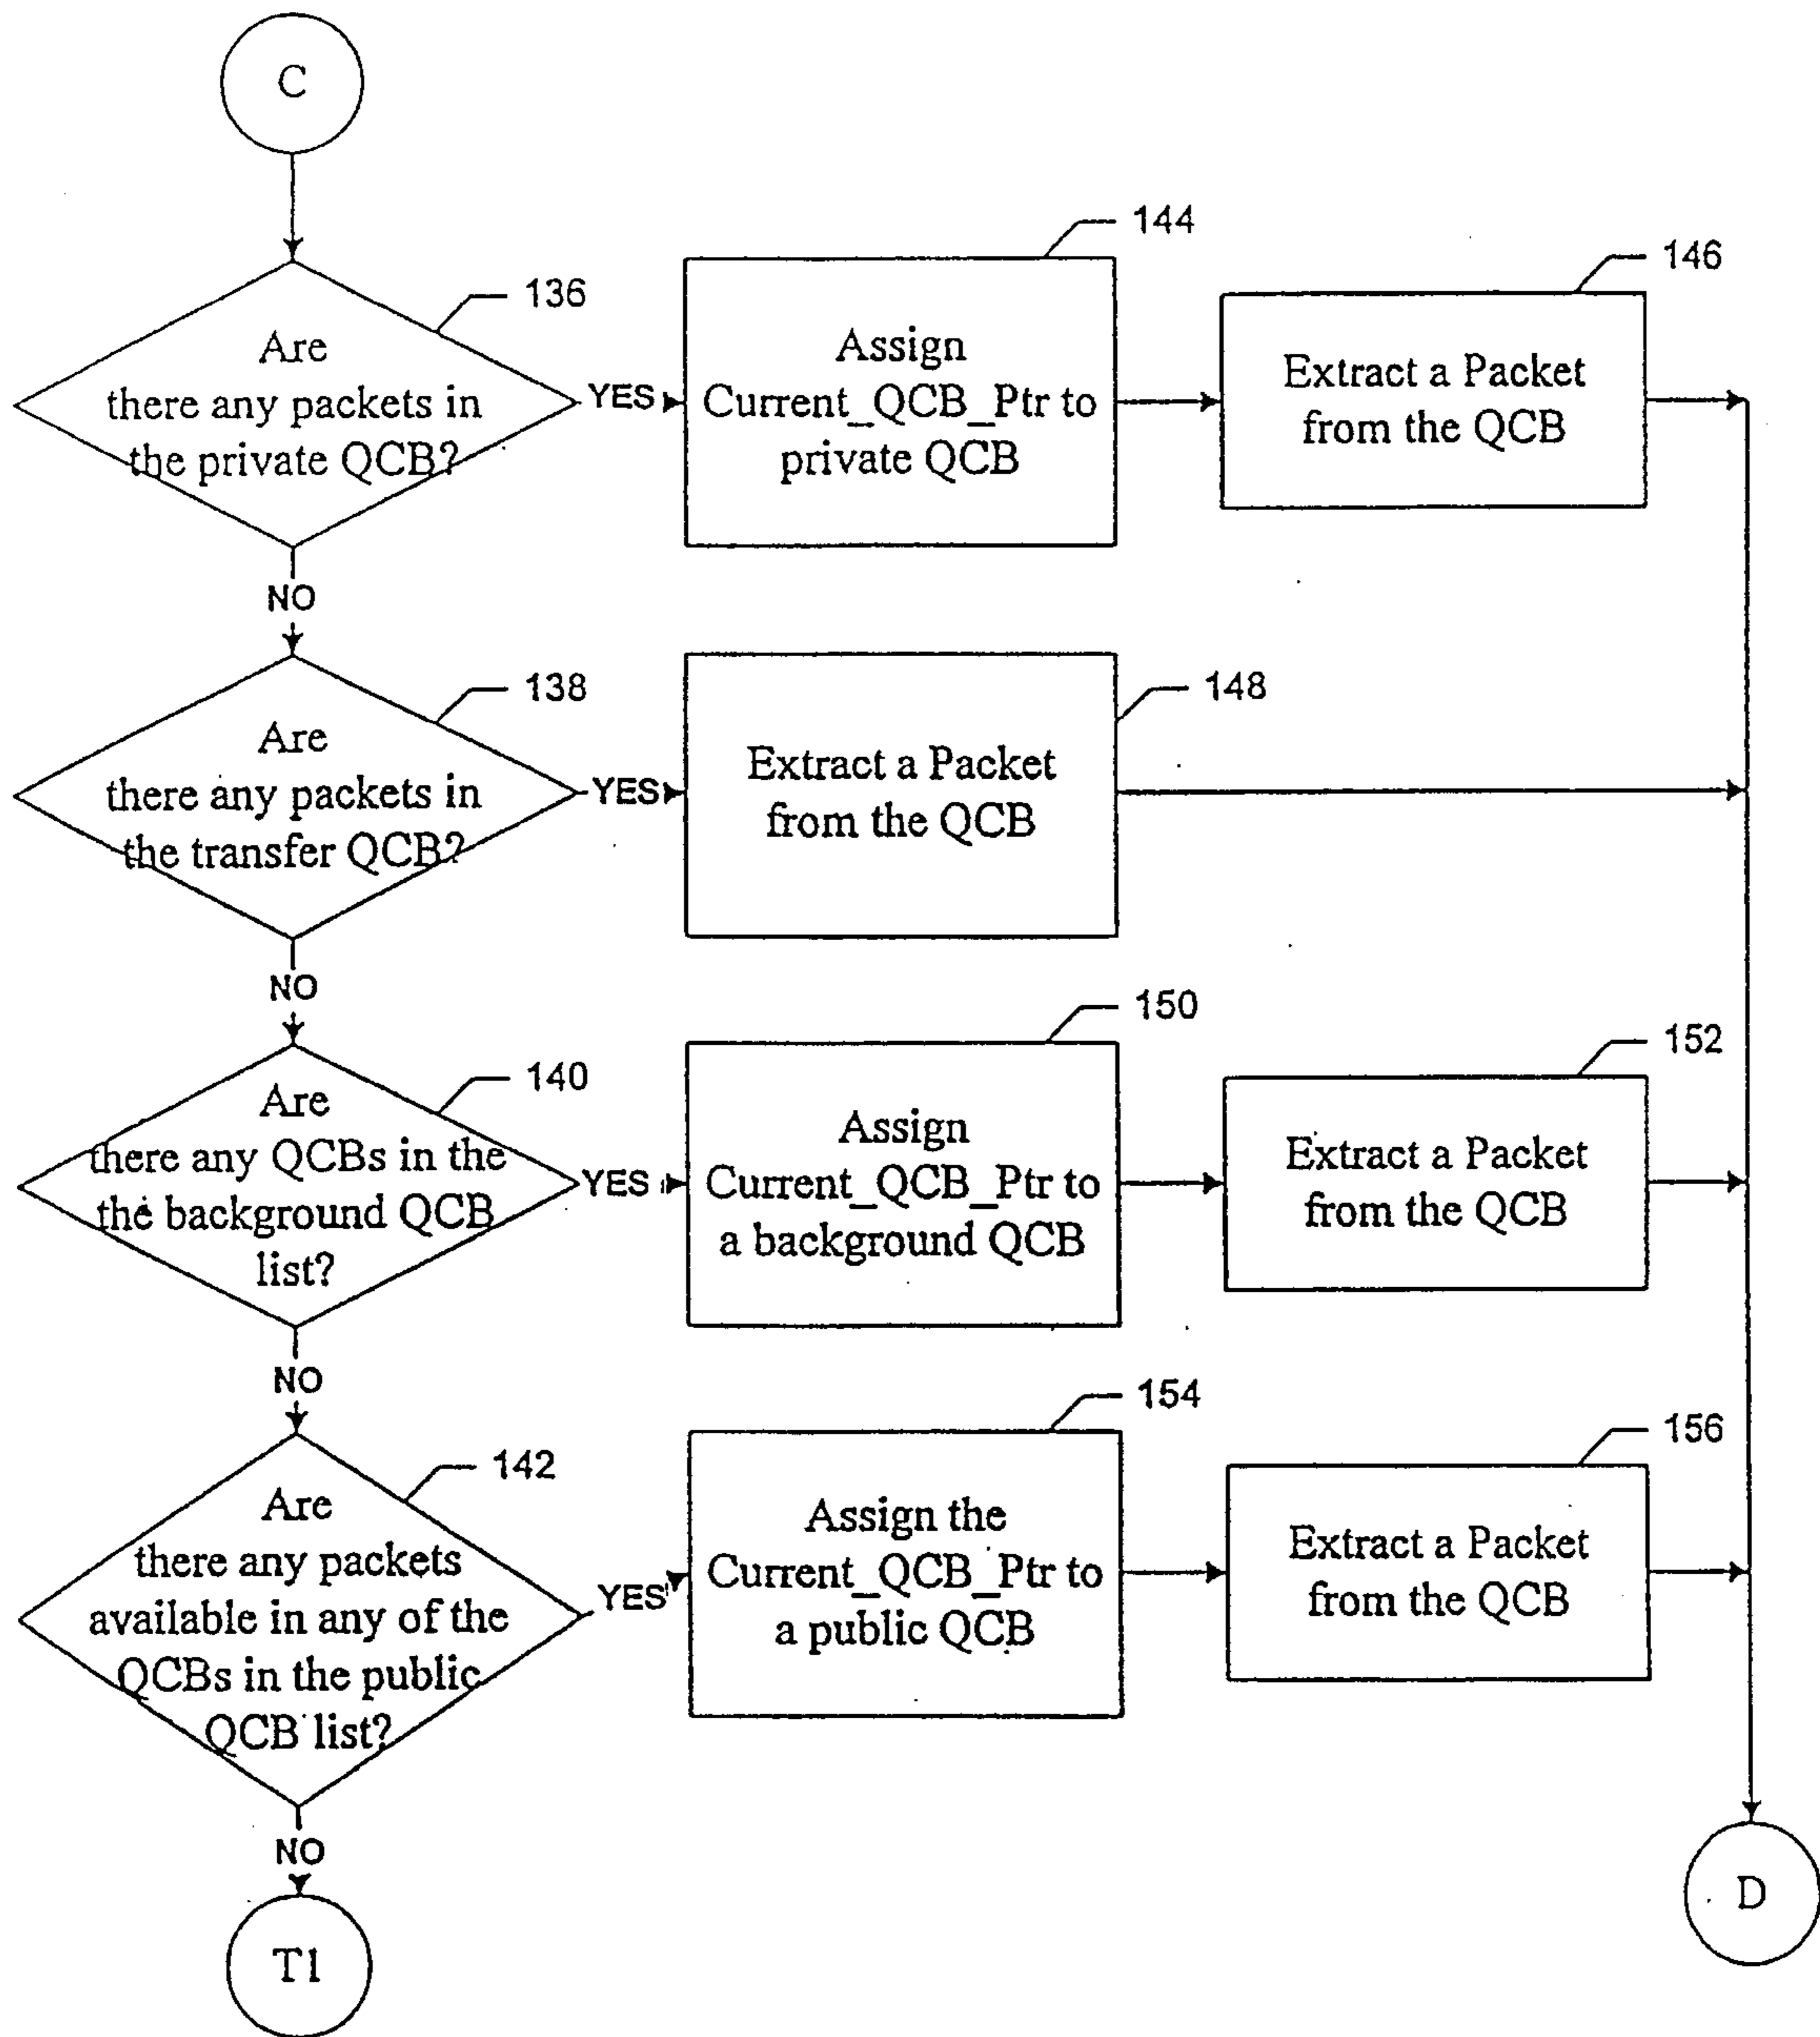 C
136
Are
there any packets in
the private QCB?
YES
144
Assign
Current_QCB_Ptr to
private QCB
146
Extract a Packet
from the QCB
NO
138
Are
there any packets in
the transfer QCB?
YES
148
Extract a Packet
from the QCB
NO
140
Are
there any QCBs in the
the background QCB
list?
YES
150
Assign
Current_QCB_Ptr to
a background QCB
152
Extract a Packet
from the QCB
NO
142
Are
there any packets
available in any of the
QCBs in the public
QCB list?
YES
154
Assign the
Current_QCB_Ptr to
a public QCB
156
Extract a Packet
from the QCB
NO
T1
D